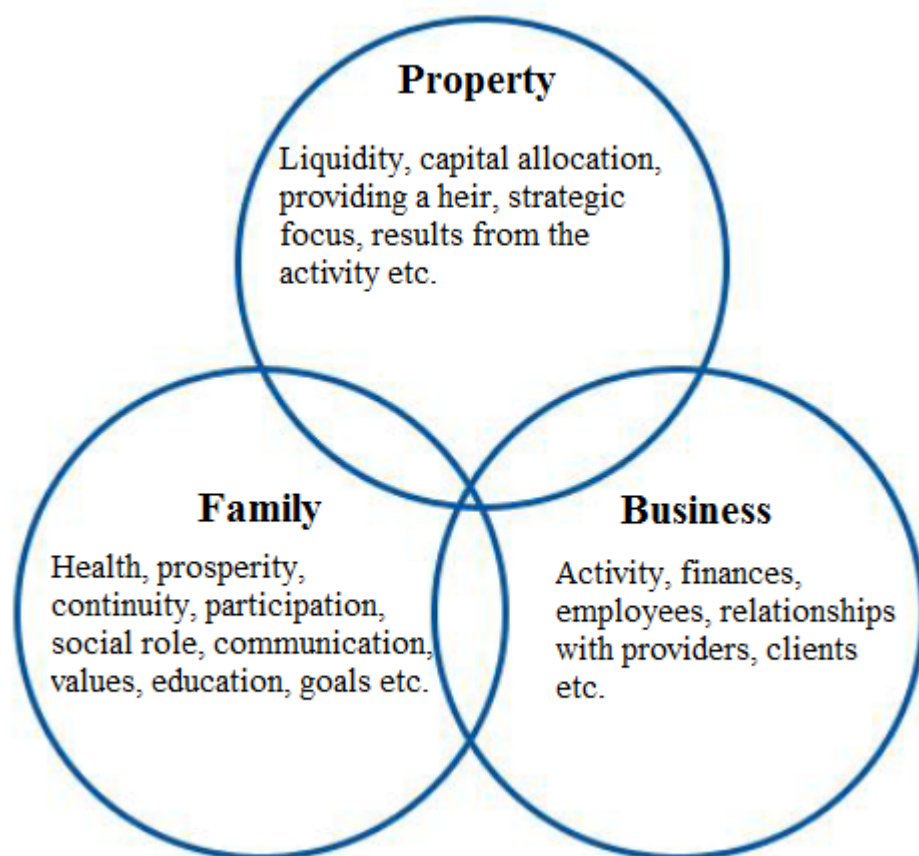 Property
Liquidity, capital allocation,
providing a heir, strategic
focus, results from the
activity etc.
Family
Health, prosperity,
continuity, participation,
social role, communication,
values, education, goals etc.
Business
Activity, finances,
employees, relationships
with providers, clients
etc.